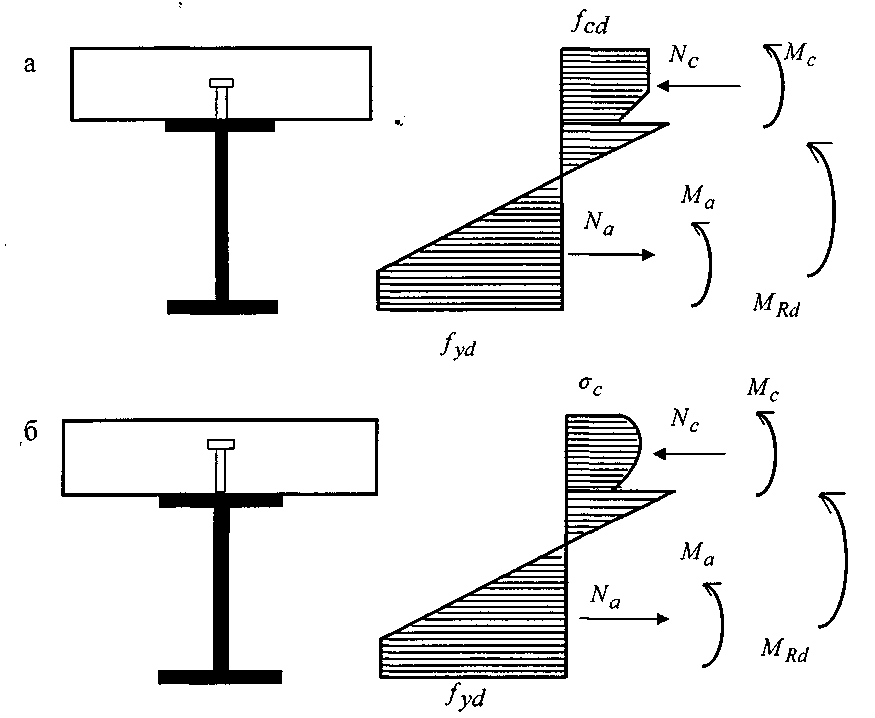 а
f_cd
N_c
M_c
M_a
N_a
M_Rd
f_yd
б
σ_c
M_c
N_c
M_a
N_a
M_Rd
f_yd